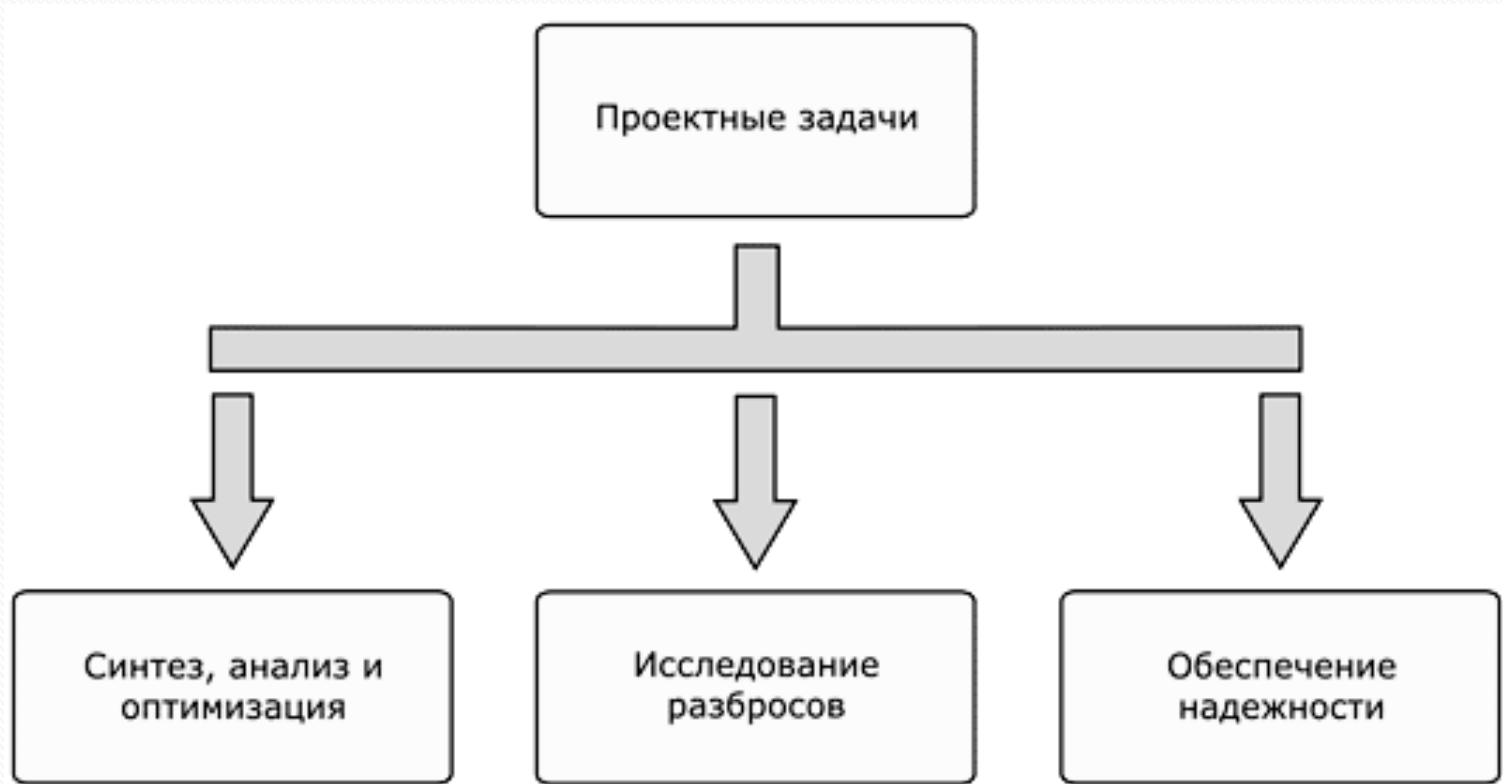 Проектные задачи
Синтез, анализ и
оптимизация
Исследование
разбросов
Обеспечение
надежности